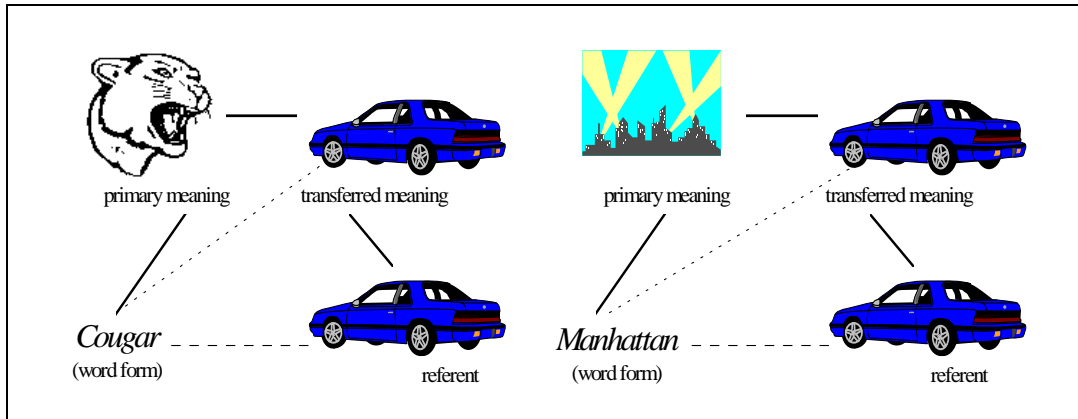 primary meaning
transferred meaning
Cougar
(word form)
referent
primary meaning
transferred meaning
Manhattan
(word form)
referent